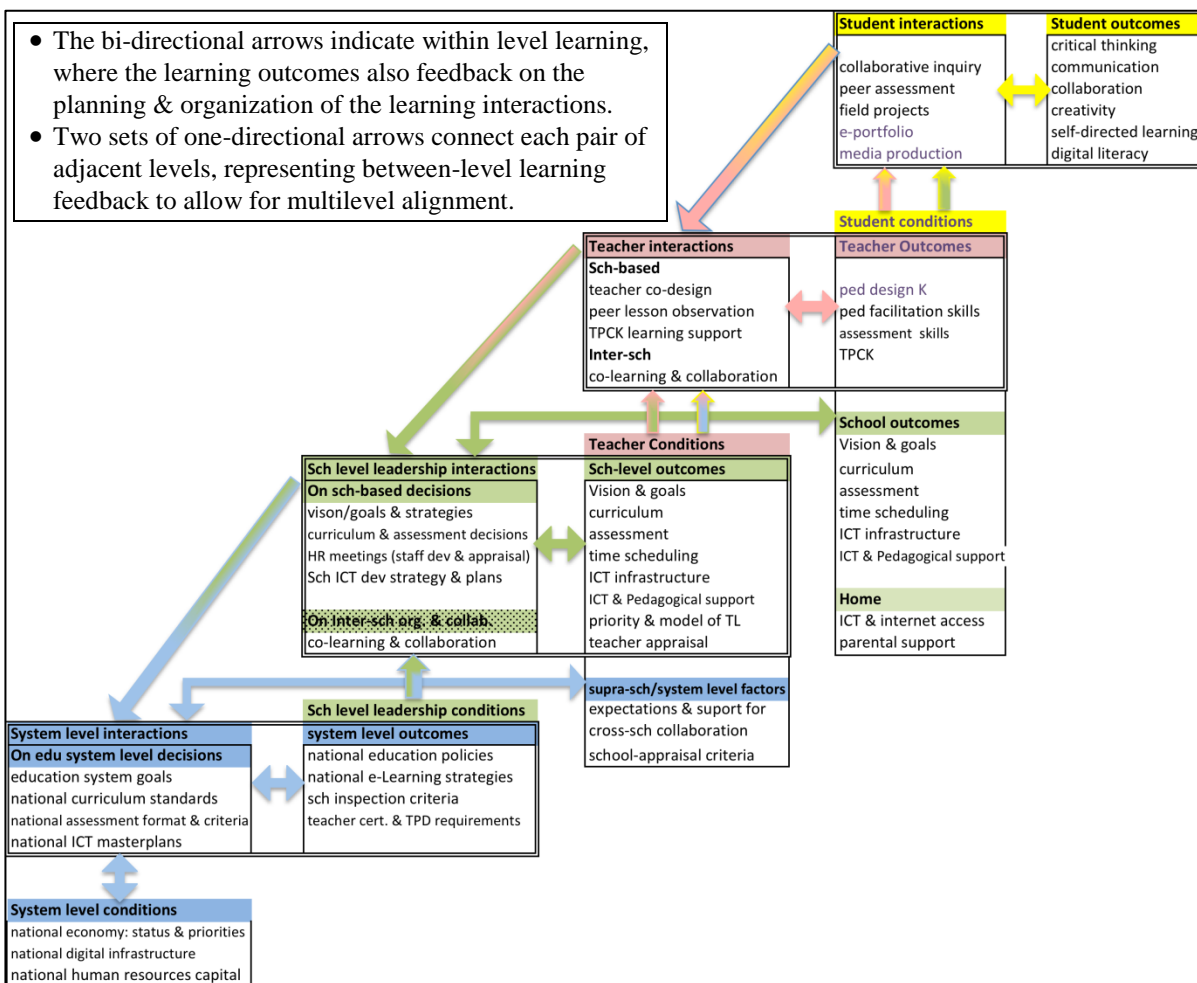 • The bi-directional arrows indicate within level learning,
where the learning outcomes also feedback on the
planning & organization of the learning interactions.
• Two sets of one-directional arrows connect each pair of
adjacent levels, representing between-level learning
feedback to allow for multilevel alignment.
Student interactions
collaborative inquiry
peer assessment
field projects
e-portfolio
media production
Student outcomes
critical thinking
communication
collaboration
creativity
self-directed learning
digital literacy
Student conditions
Teacher interactions
Sch-based
teacher co-design
peer lesson observation
TPCK learning support
Inter-sch
co-learning & collaboration
Teacher Outcomes
ped design K
ped facilitation skills
assessment skills
TPCK
School outcomes
Vision & goals
curriculum
assessment
time scheduling
ICT infrastructure
ICT & Pedagogical support
Home
ICT & internet access
parental support
Teacher Conditions
Sch level leadership interactions
On sch-based decisions
vison/goals & strategies
curriculum & assessment decisions
HR meetings (staff dev & appraisal)
Sch ICT dev strategy & plans
On Inter-sch org. & collab.
co-learning & collaboration
Sch-level outcomes
Vision & goals
curriculum
assessment
time scheduling
ICT infrastructure
ICT & Pedagogical support
priority & model of TL
teacher appraisal
supra-sch/system level factors
expectations & suport for
cross-sch collaboration
school-appraisal criteria
Sch level leadership conditions
System level interactions
On edu system level decisions
education system goals
national curriculum standards
national assessment format & criteria
national ICT masterplans
system level outcomes
national education policies
national e-Learning strategies
sch inspection criteria
teacher cert. & TPD requirements
System level conditions
national economy: status & priorities
national digital infrastructure
national human resources capital